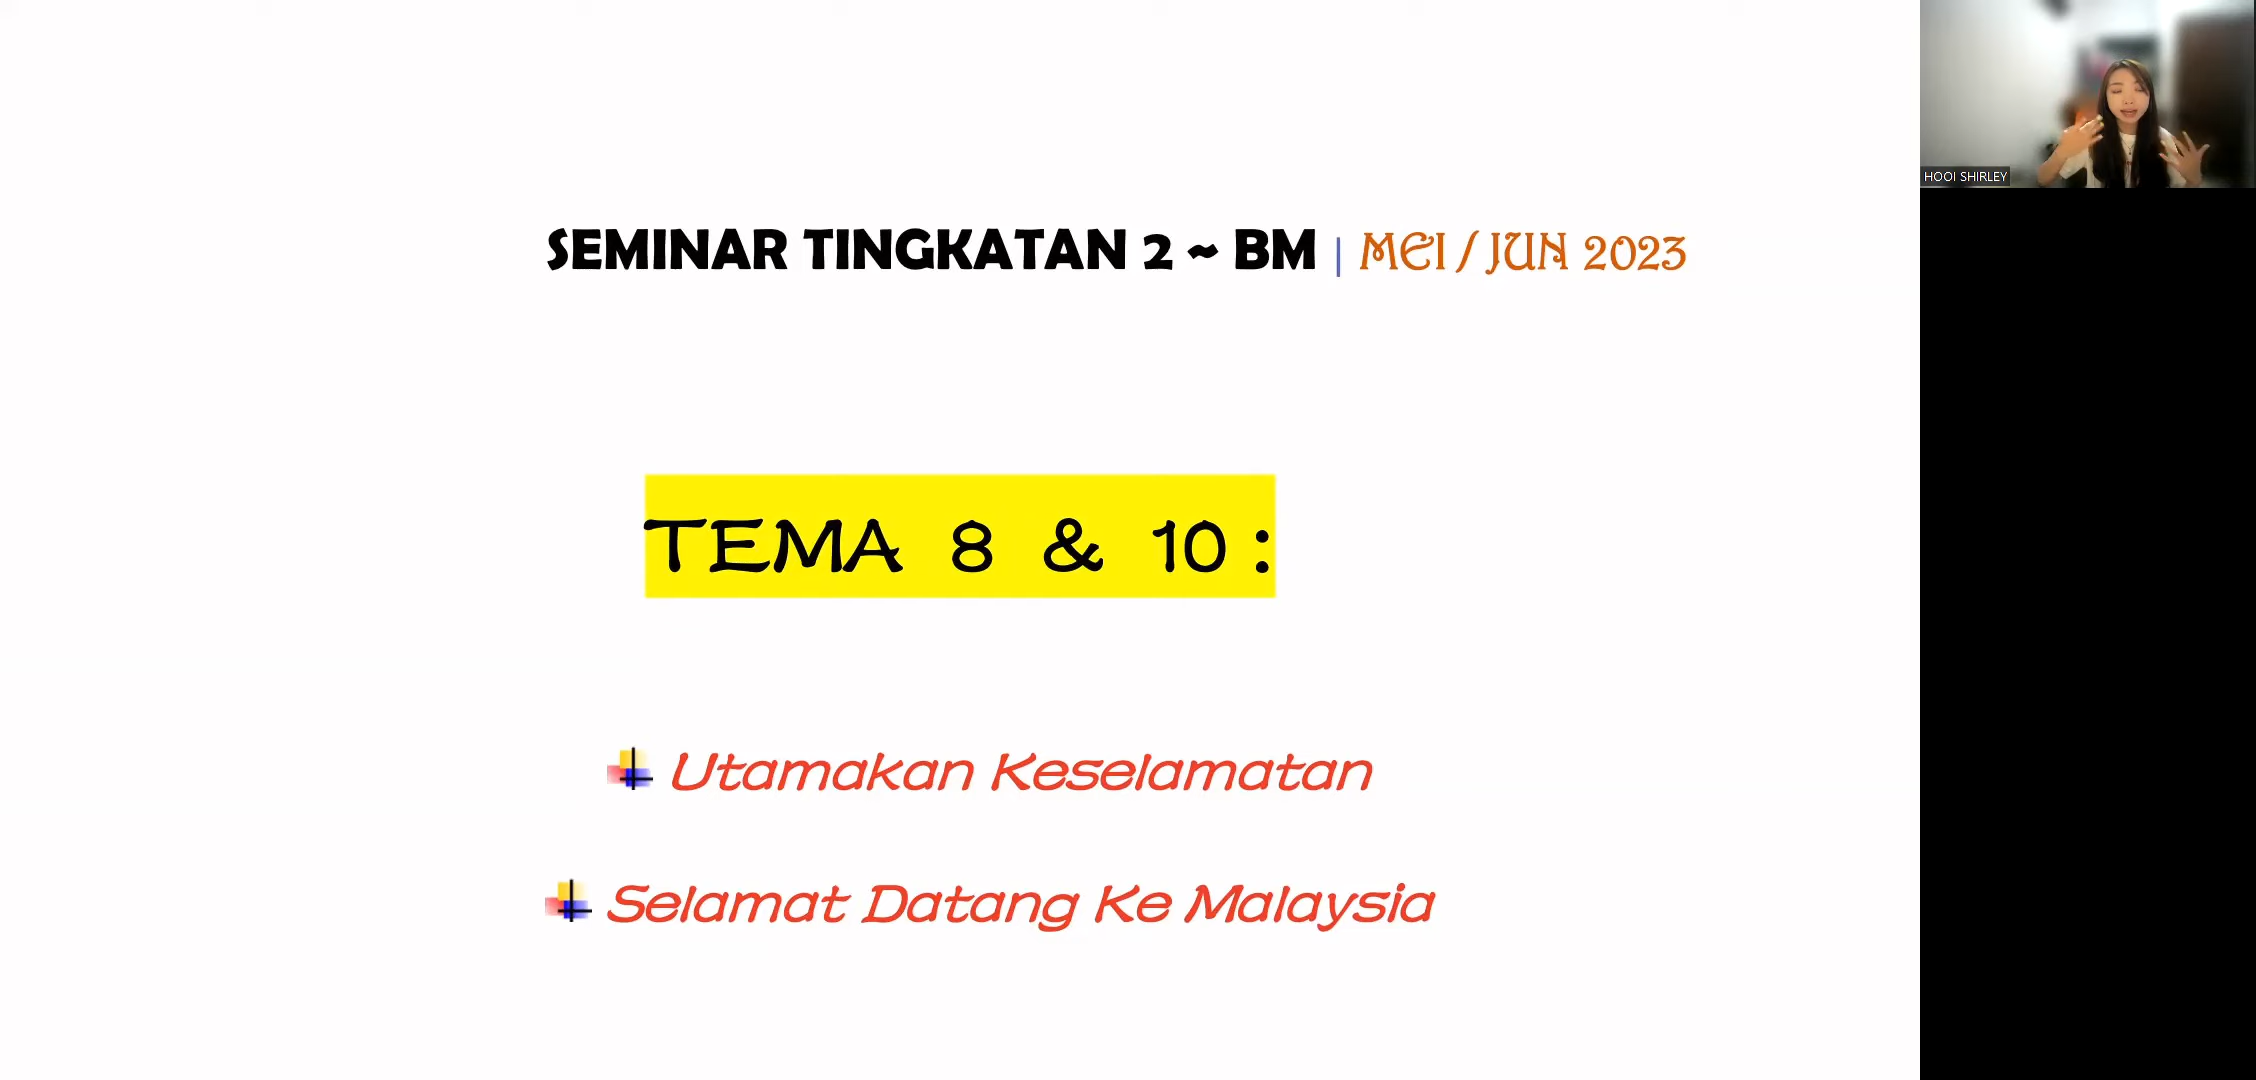 SEMINAR TINGKATAN 2 ~ BM | MEI / JUN 2023
TEMA 8 & 10 :
Utamakan Keselamatan
Selamat Datang Ke Malaysia
HOOI SHIRLEY